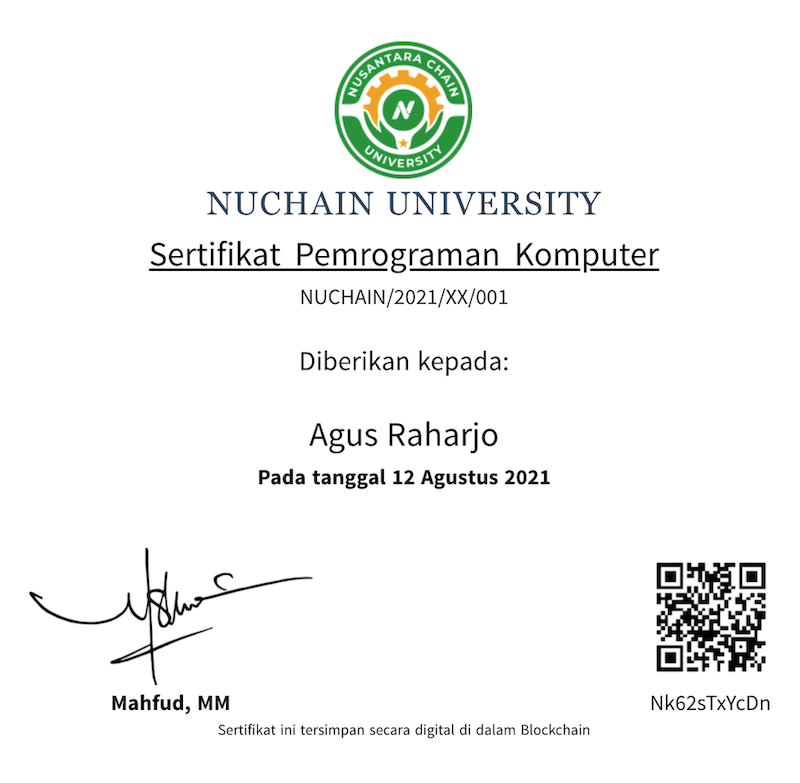 NUSANTARA CHAIN
N
UNIVERSITY
NUCHAIN UNIVERSITY
Sertifikat Pemrograman Komputer
NUCHAIN/2021/XX/001
Diberikan kepada:
Agus Raharjo
Pada tanggal 12 Agustus 2021
Mahfud, MM
Nk62sTxYcDn
Sertifikat ini tersimpan secara digital di dalam Blockchain